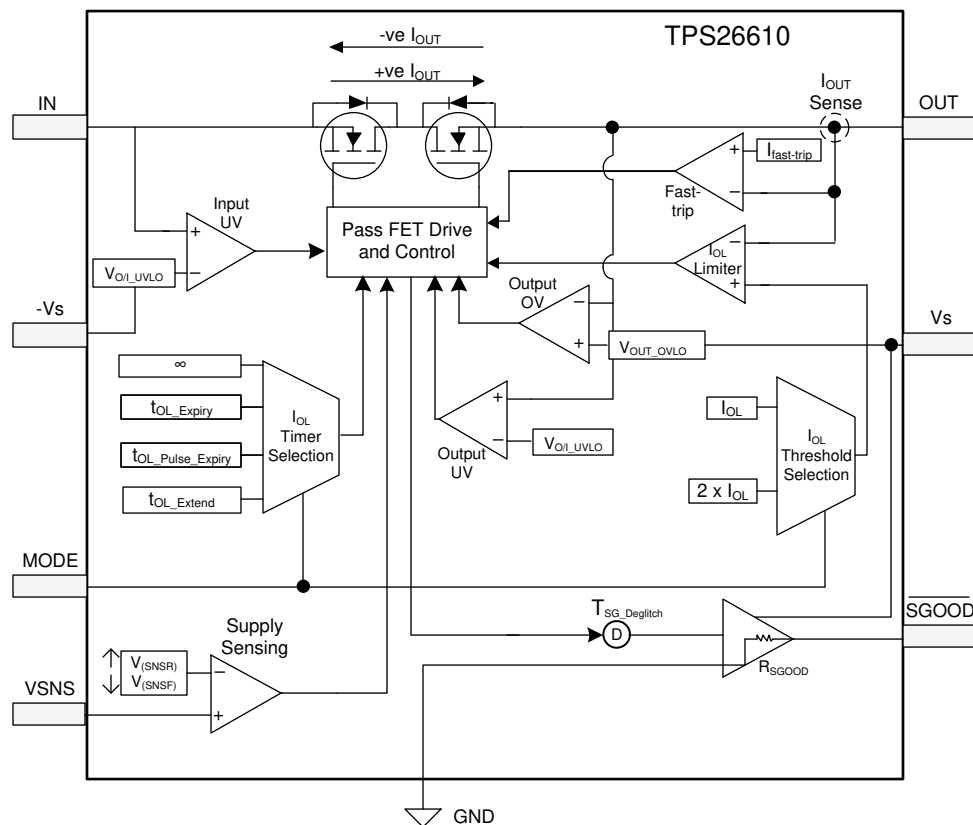 TPS26610
-ve IOUT
+ve IOUT
IN
IOUT
Sense
OUT
+
Ifast-trip
−
Fast-
trip
Input
UV
+
−
Pass FET Drive
and Control
VO/I_UVLO
−
IOL
Limiter
+
-Vs
Output
OV
−
+
VOUT_OVLO
Vs
∞
tOL_Expiry
tOL_Pulse_Expiry
tOL_Extend
IOL
Timer
Selection
+
−
Output
UV
VO/I_UVLO
IOL
2 x IOL
IOL
Threshold
Selection
MODE
TSG_Deglitch
D
RSGOOD
SGOOD
Supply
Sensing
V(SNSR)
V(SNSF)
−
+
VSNS
GND